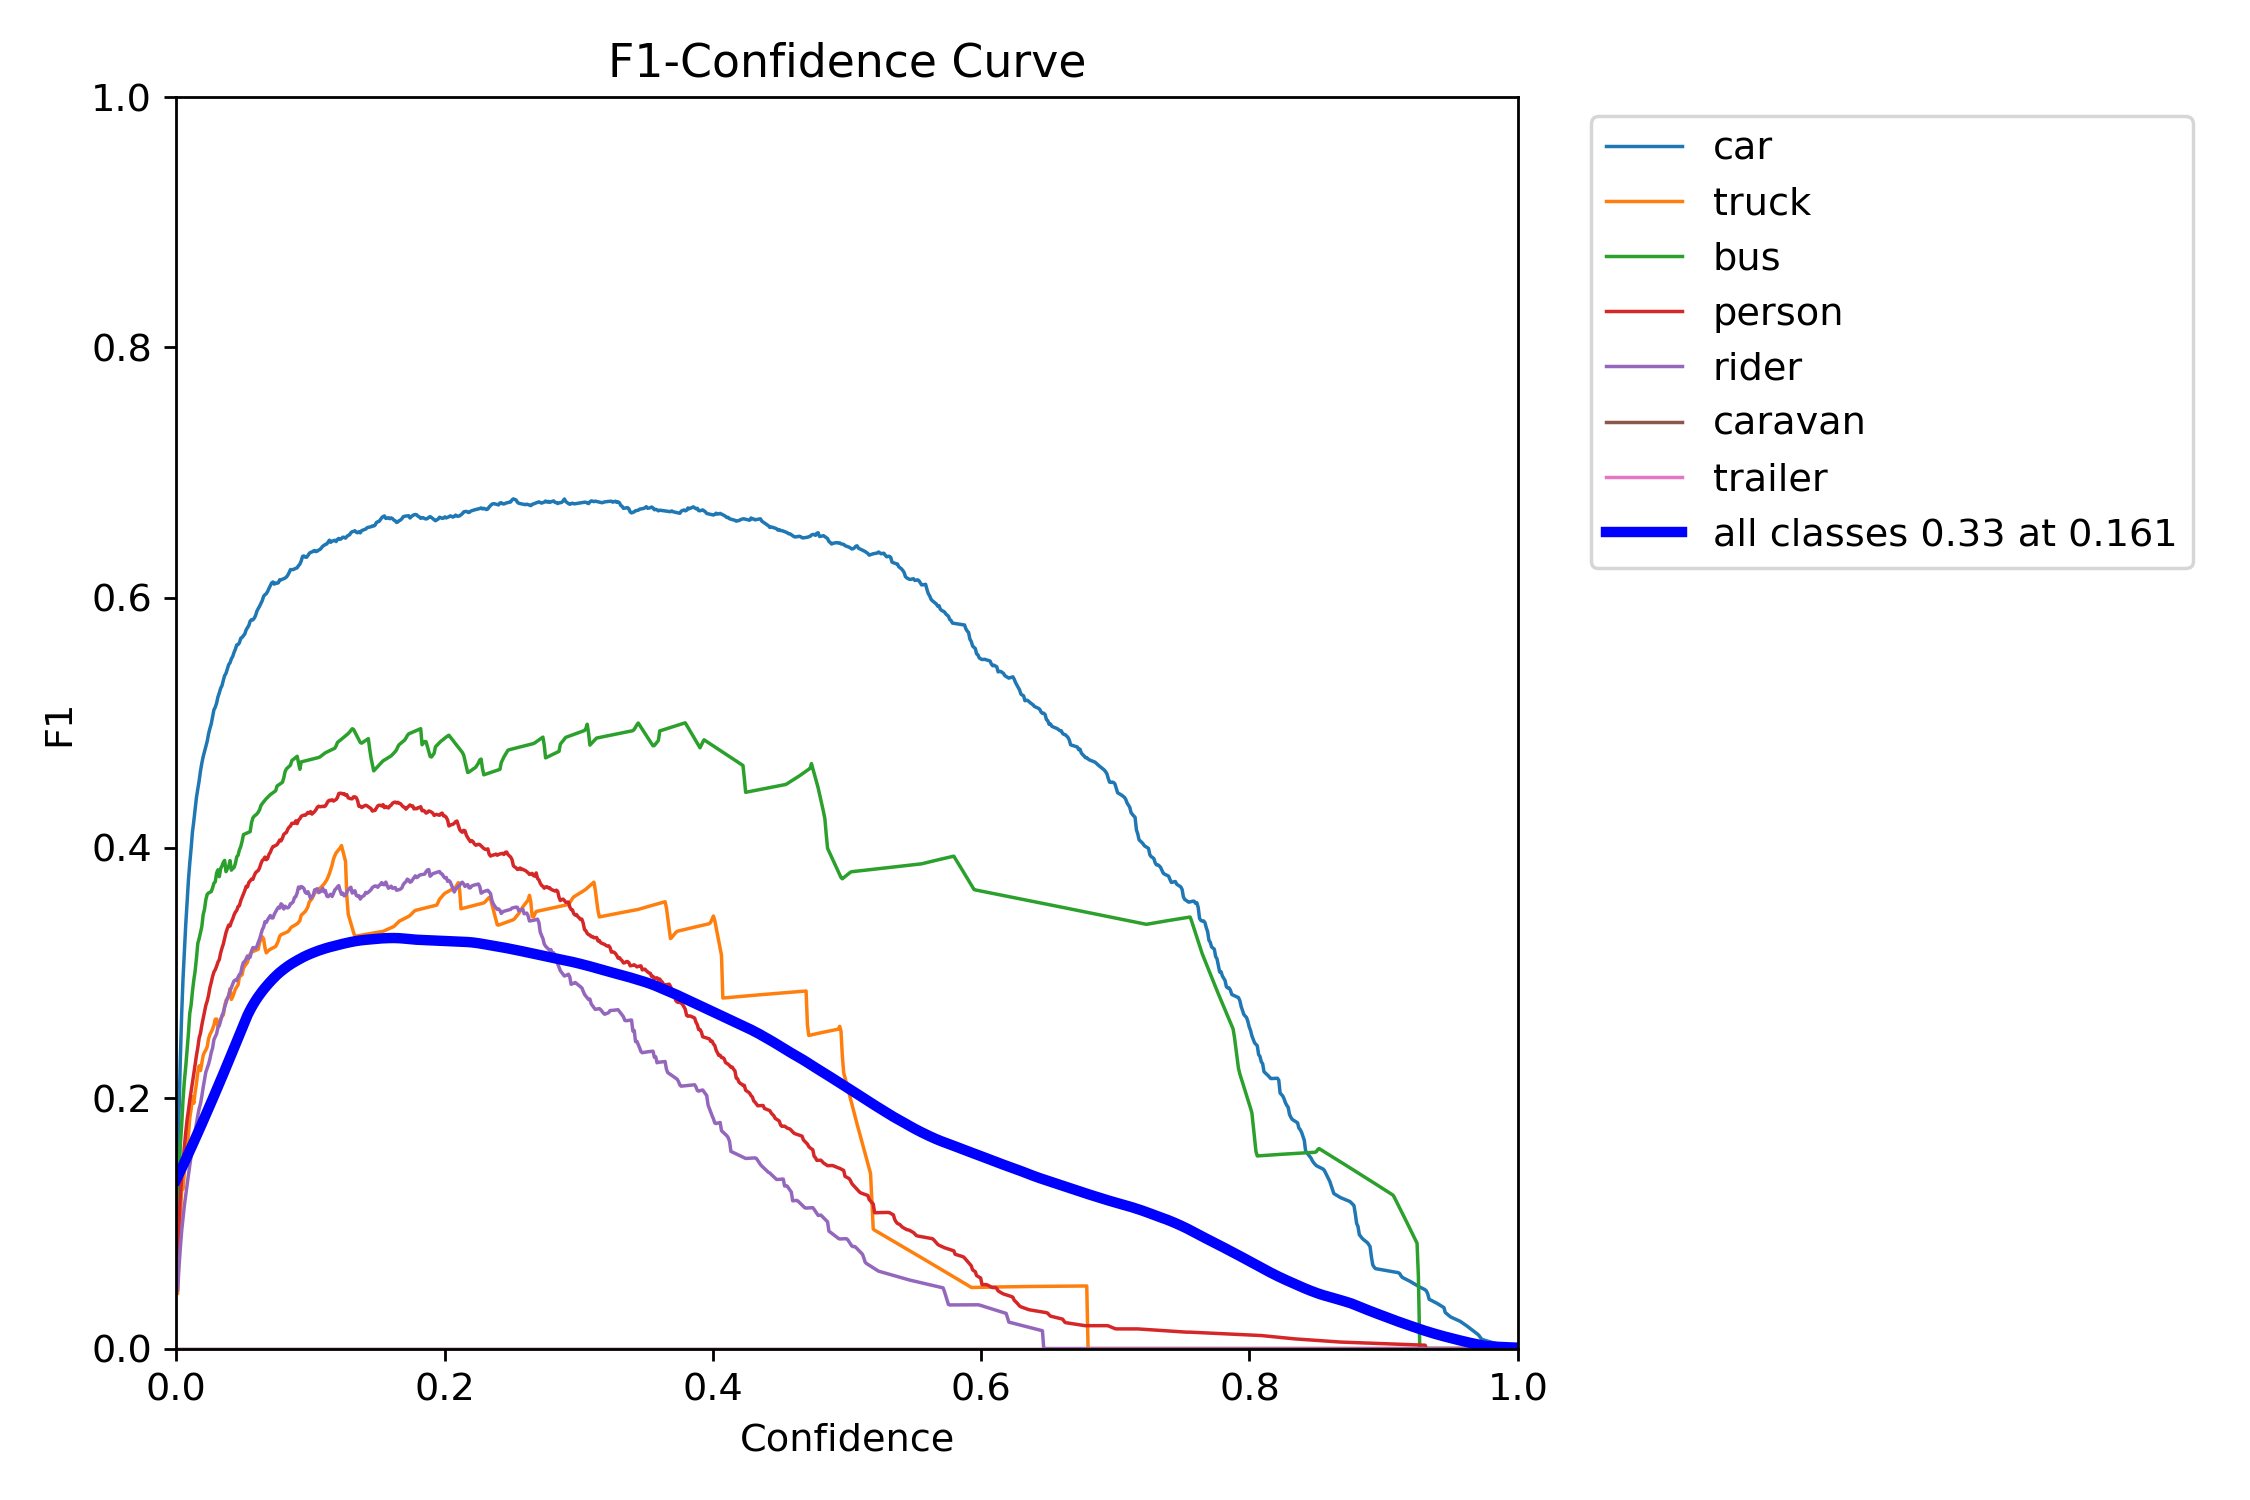 F1-Confidence Curve
1.0
0.8
0.6
0.4
0.2
0.0
F1
0.0 0.2 0.4 0.6 0.8 1.0
Confidence
car
truck
bus
person
rider
caravan
trailer
all classes 0.33 at 0.161